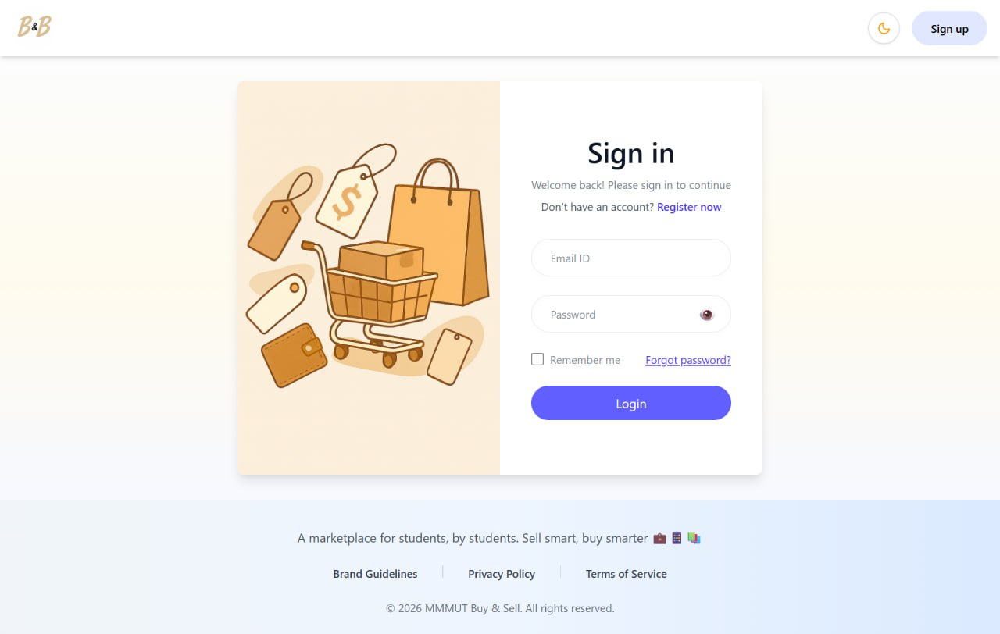 B&B
Sign up
$
Sign in
Welcome back! Please sign in to continue
Don’t have an account? Register now
Email ID
Password
Remember me
Forgot password?
Login
A marketplace for students, by students. Sell smart, buy smarter 💼 📱 📚
Brand Guidelines
Privacy Policy
Terms of Service
© 2026 MMMUT Buy & Sell. All rights reserved.